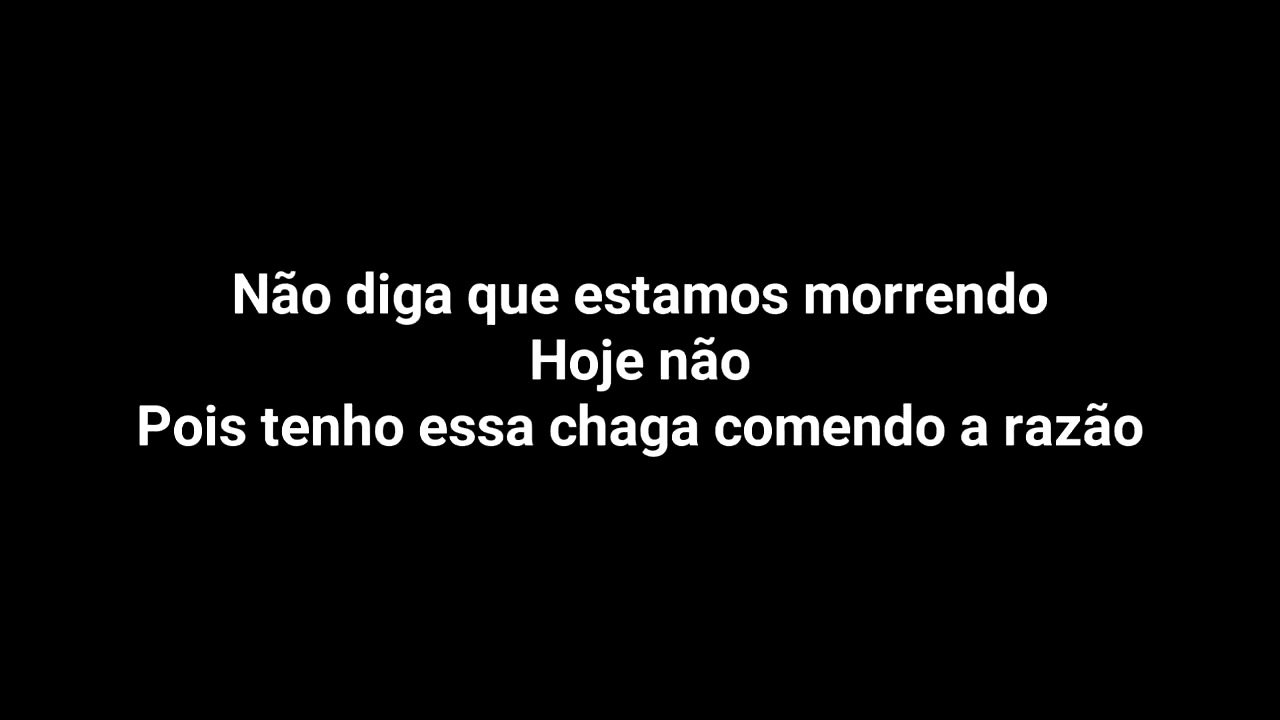 Não diga que estamos morrendo
Hoje não
Pois tenho essa chaga comendo a razão